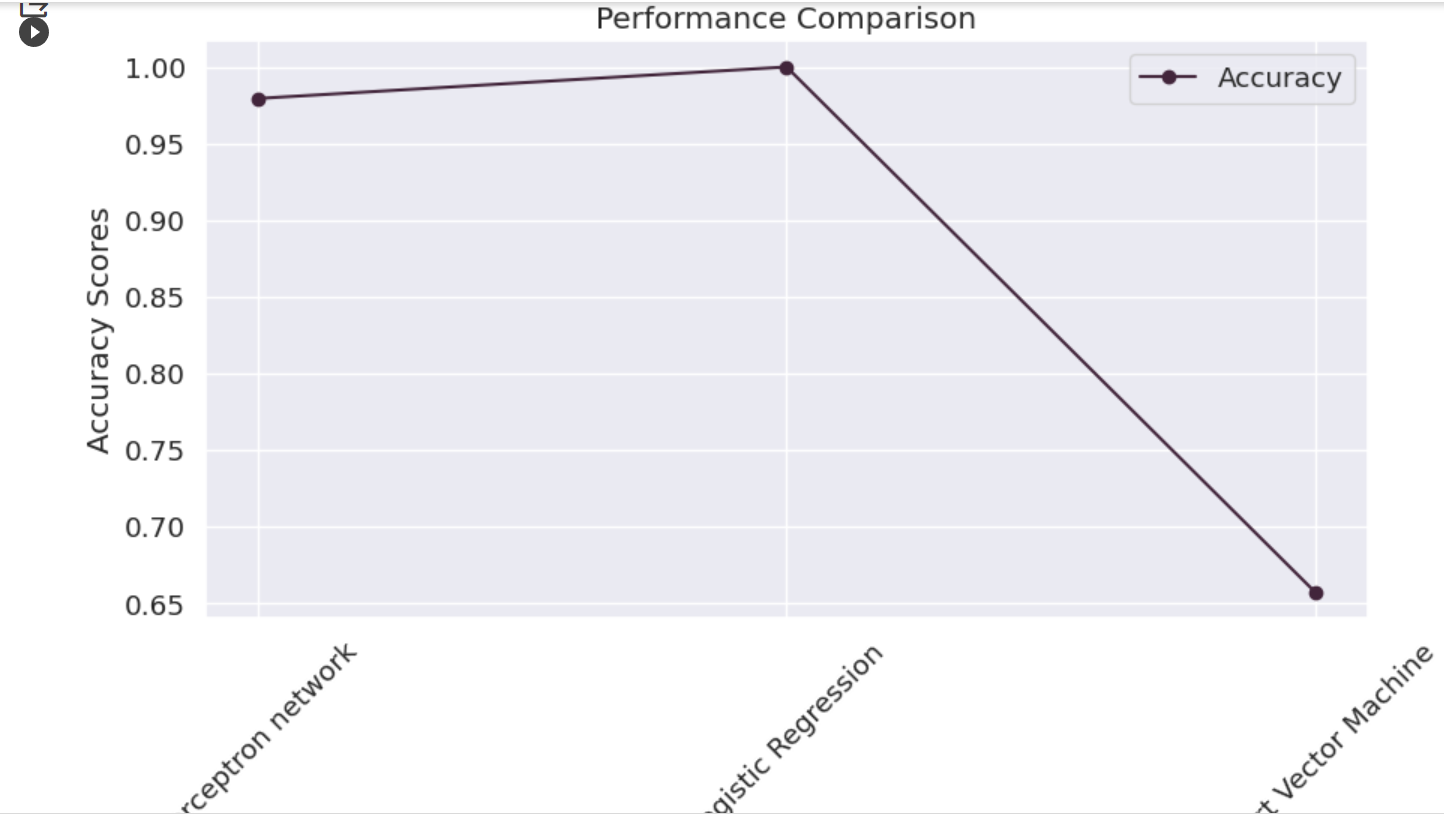 Performance Comparison
Accuracy
1.00
0.95
0.90
0.85
0.80
0.75
0.70
0.65
Accuracy Scores
rceptron network
gistic Regression
rt Vector Machine